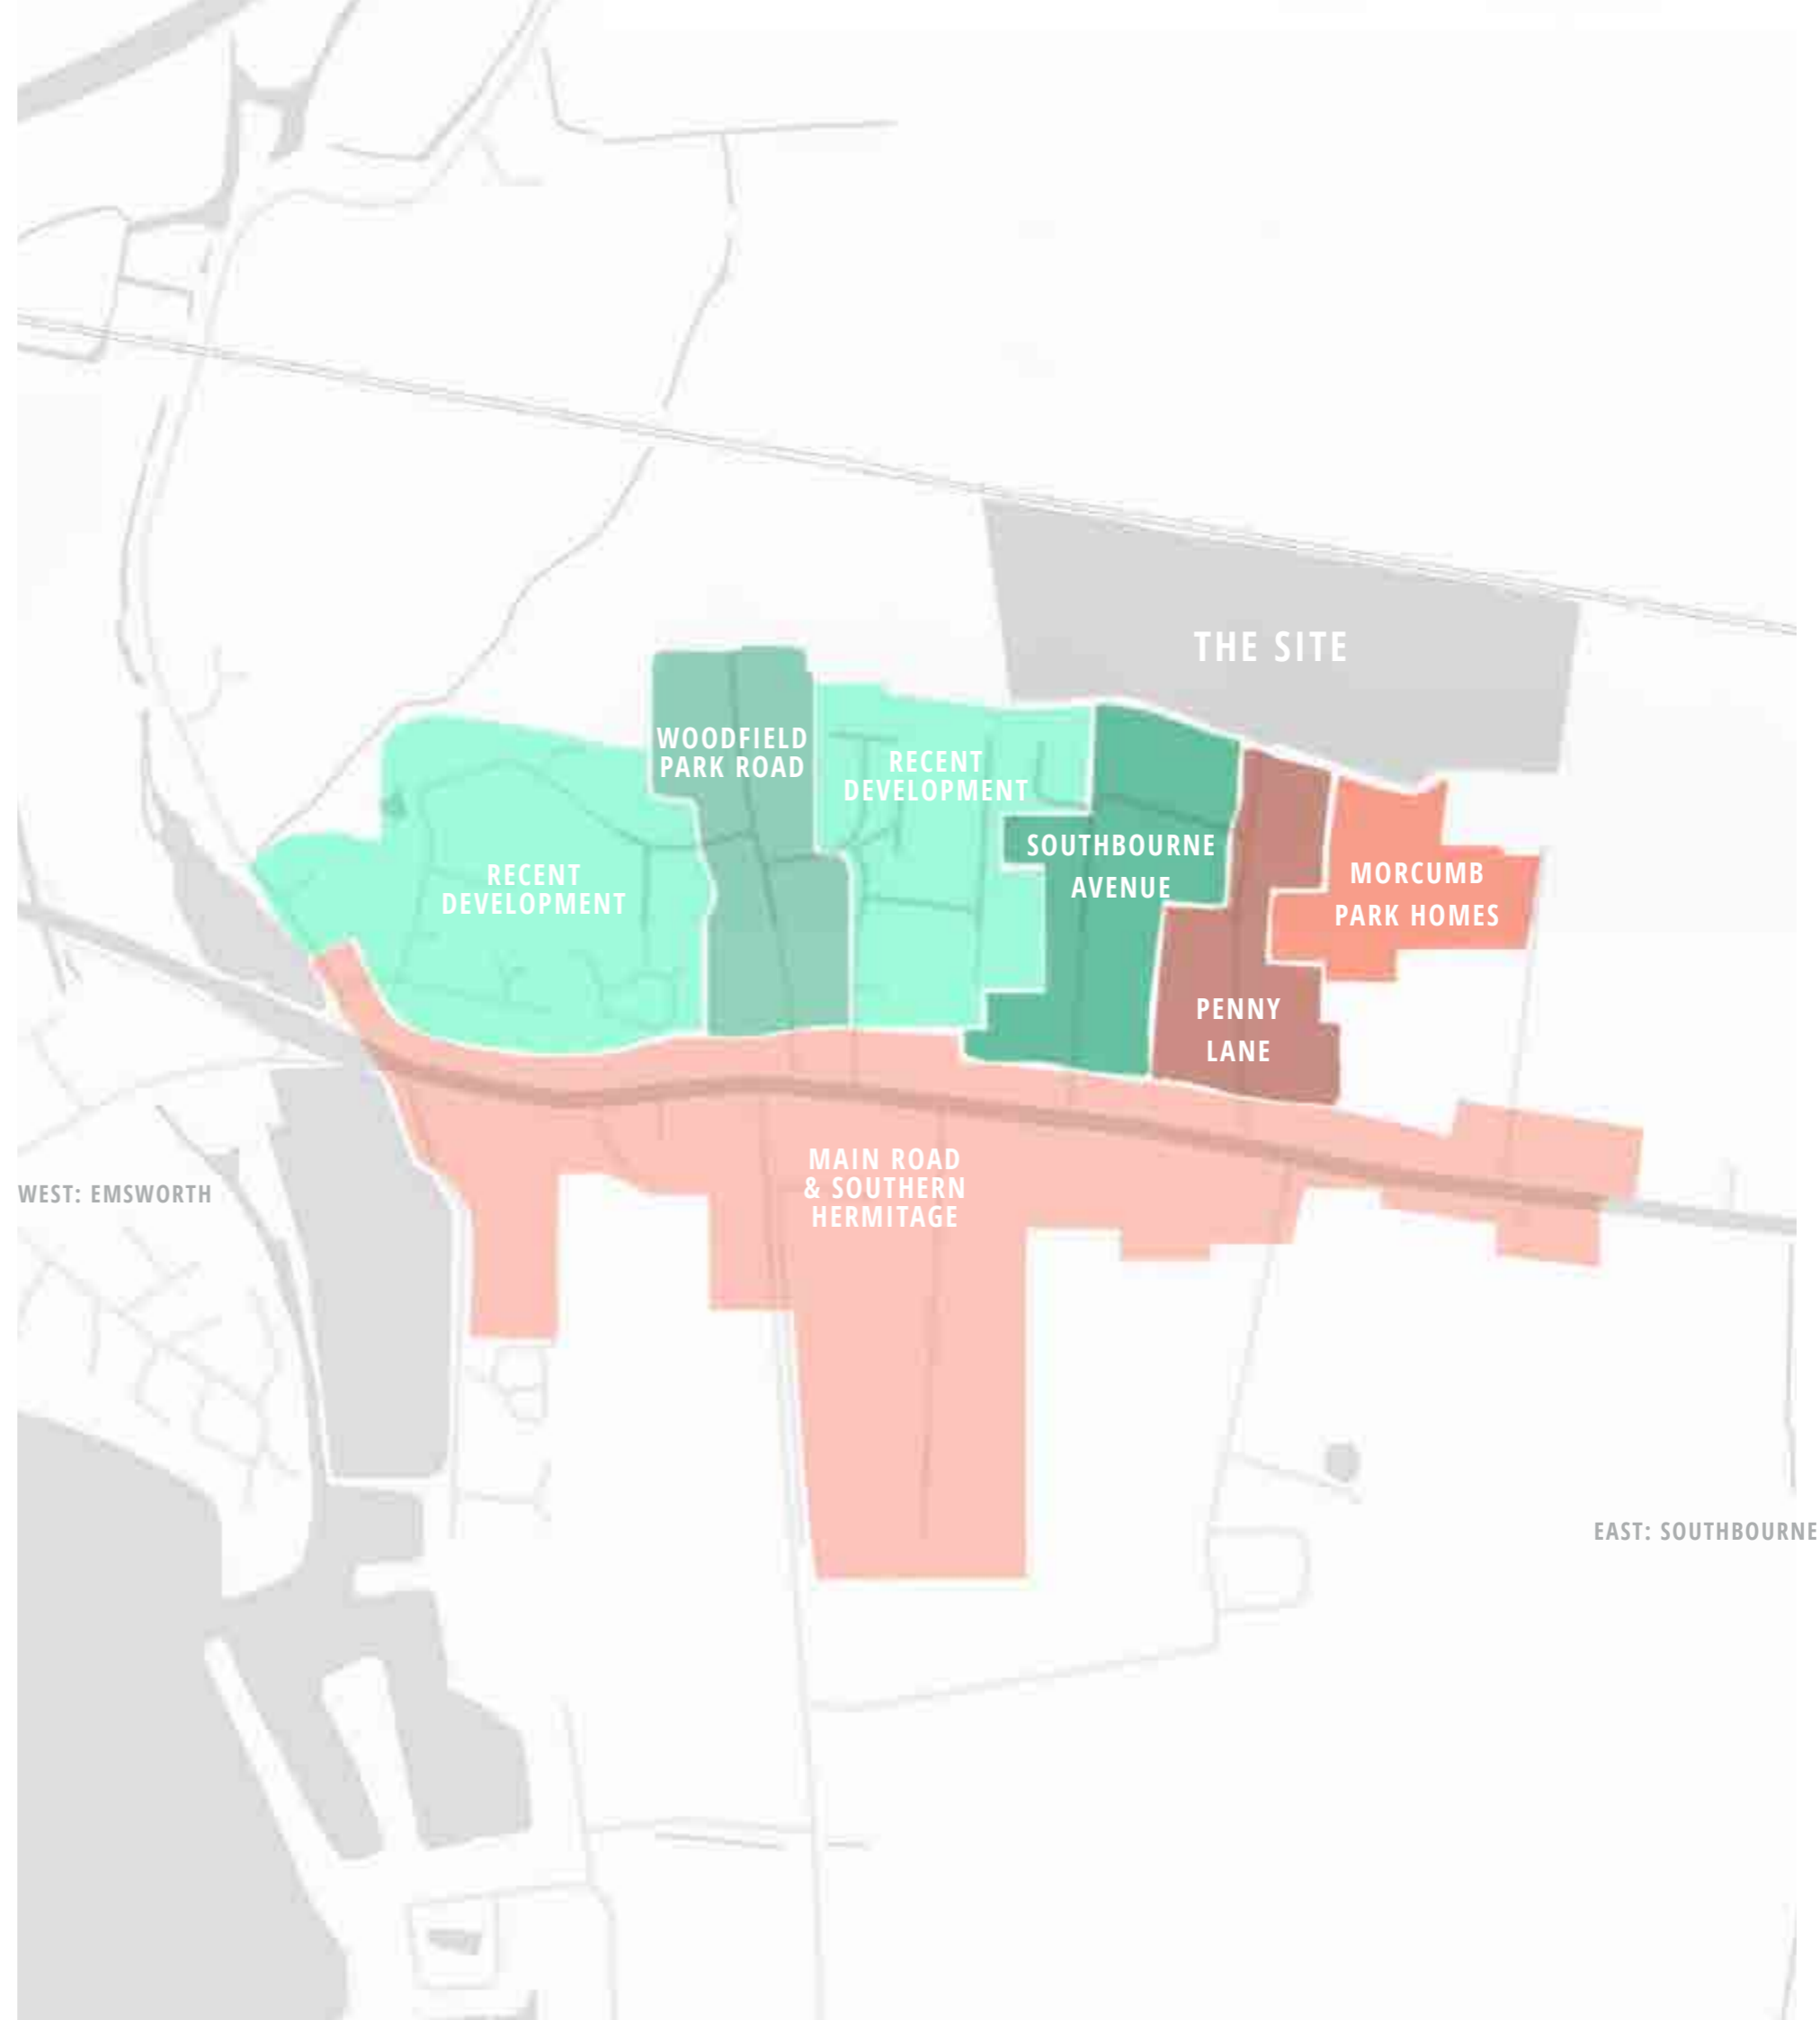 THE SITE
WOODFIELD
PARK ROAD
RECENT
DEVELOPMENT
SOUTHBOURNE
AVENUE
MORCUMB
PARK HOMES
RECENT
DEVELOPMENT
PENNY
LANE
MAIN ROAD
& SOUTHERN
HERMITAGE
WEST: EMSWORTH
EAST: SOUTHBOURNE